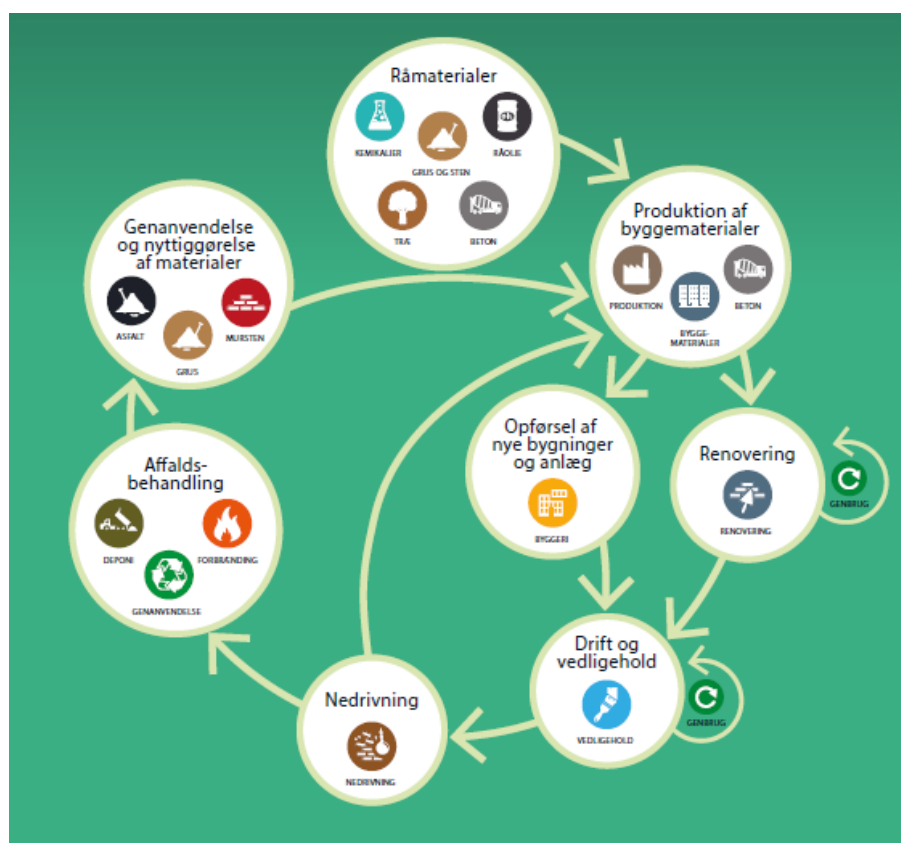 Råmaterialer
KEMIKALIER
GRUS OG STEN
RÅOLIE
TRÆ
BETON
Produktion af
byggematerialer
PRODUKTION
BYGGE-
MATERIALER
BETON
Genanvendelse
og nyttiggørelse
af materialer
ASFALT
GRUS
MURSTEN
Opførsel af
nye bygninger
og anlæg
BYGGERI
Renovering
RENOVERING
GENBRUG
Affalds-
behandling
DEPONI
FORBRÆNDING
GENANVENDELSE
Drift og
vedligehold
VEDLIGEHOLD
GENBRUG
Nedrivning
NEDRIVNING